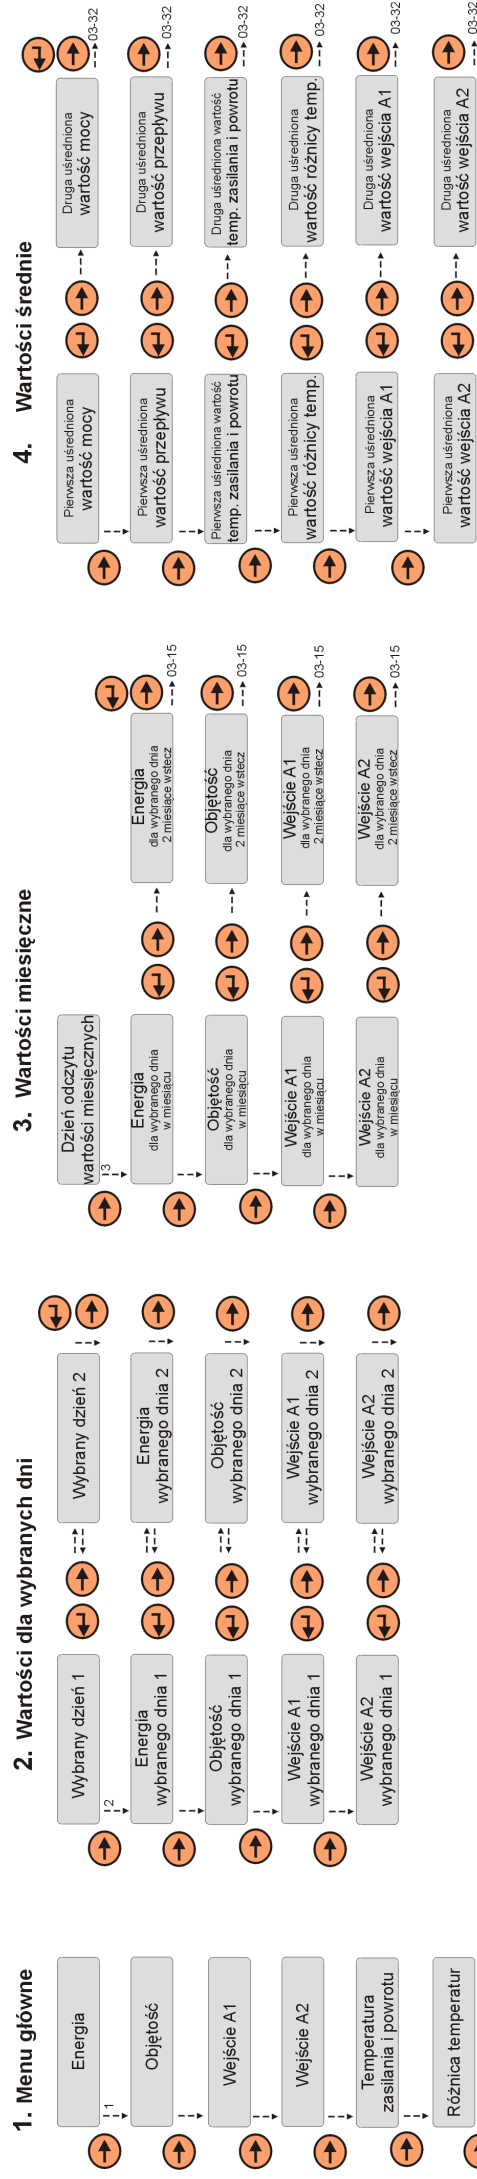 1. Menu główne
Energia
1
Objętość
Wejście A1
Wejście A2
Temperatura
zasilania i powrotu
Różnica temperatur
2. Wartości dla wybranych dni
Wybrany dzień 1
2
Energia
wybranego dnia 1
Objętość
wybranego dnia 1
Wejście A1
wybranego dnia 1
Wejście A2
wybranego dnia 1
Wybrany dzień 2
Energia
wybranego dnia 2
Objętość
wybranego dnia 2
Wejście A1
wybranego dnia 2
Wejście A2
wybranego dnia 2
3. Wartości miesięczne
Dzień odczytu
wartości miesięcznych
3
Energia
dla wybranego dnia
w miesiącu
Objętość
dla wybranego dnia
w miesiącu
Wejście A1
dla wybranego dnia
w miesiącu
Wejście A2
dla wybranego dnia
w miesiącu
Energia
dla wybranego dnia
2 miesiące wstecz
03-15
Objętość
dla wybranego dnia
2 miesiące wstecz
03-15
Wejście A1
dla wybranego dnia
2 miesiące wstecz
03-15
Wejście A2
dla wybranego dnia
2 miesiące wstecz
03-15
4. Wartości średnie
Pierwsza uśredniona
wartość mocy
Pierwsza uśredniona
wartość przepływu
Pierwsza uśredniona wartość
temp. zasilania i powrotu
Pierwsza uśredniona
wartość różnicy temp.
Pierwsza uśredniona
wartość wejścia A1
Pierwsza uśredniona
wartość wejścia A2
Druga uśredniona
wartość mocy
03-32
Druga uśredniona
wartość przepływu
03-32
Druga uśredniona wartość
temp. zasilania i powrotu
03-32
Druga uśredniona
wartość różnicy temp.
03-32
Druga uśredniona
wartość wejścia A1
03-32
Druga uśredniona
wartość wejścia A2
03-32